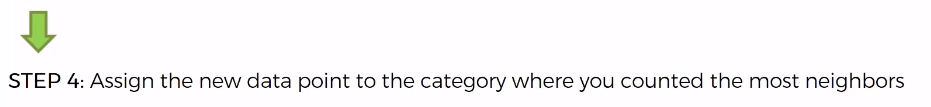 STEP 4: Assign the new data point to the category where you counted the most neighbors